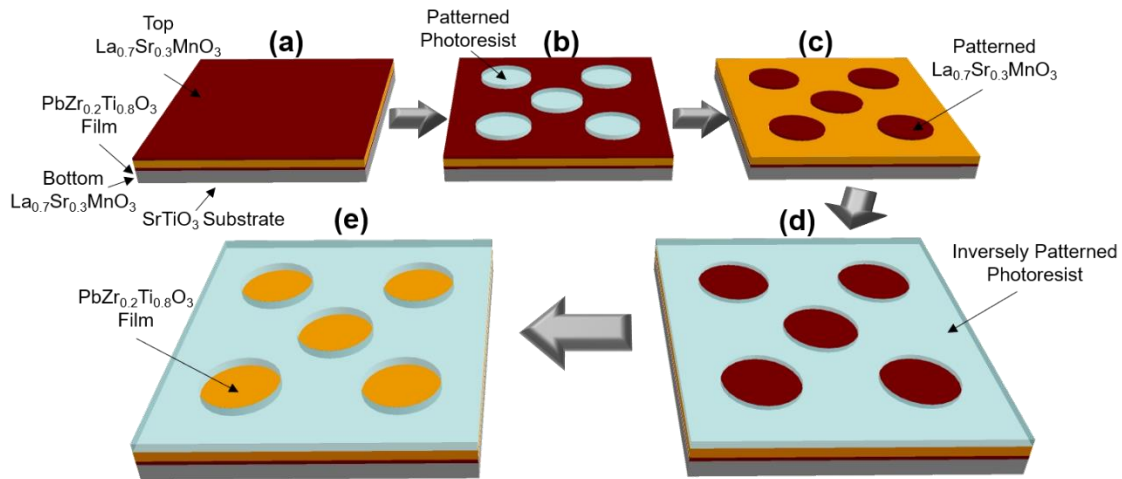 Top
La₀.₇Sr₀.₃MnO₃
(a)
Patterned
Photoresist
(b)
(c)
Patterned
La₀.₇Sr₀.₃MnO₃
PbZr₀.₂Ti₀.₈O₃
Film
Bottom
La₀.₇Sr₀.₃MnO₃
SrTiO₃ Substrate
(d)
Inversely Patterned
Photoresist
(e)
PbZr₀.₂Ti₀.₈O₃
Film